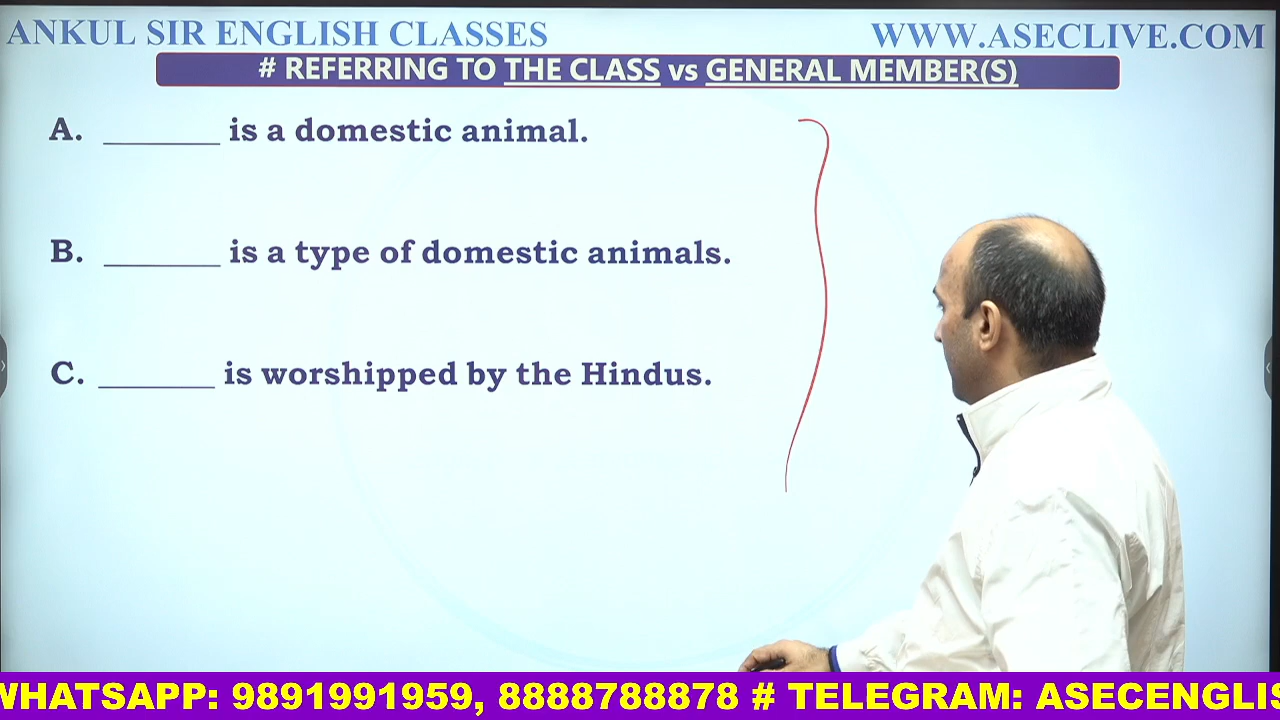 ANKUL SIR ENGLISH CLASSES
WWW.ASECLIVE.COM
# REFERRING TO THE CLASS vs GENERAL MEMBER(S)
A. ________ is a domestic animal.
B. ________ is a type of domestic animals.
C. ________ is worshipped by the Hindus.
WHATSAPP: 9891991959, 8888788878 # TELEGRAM: ASECENGLIS